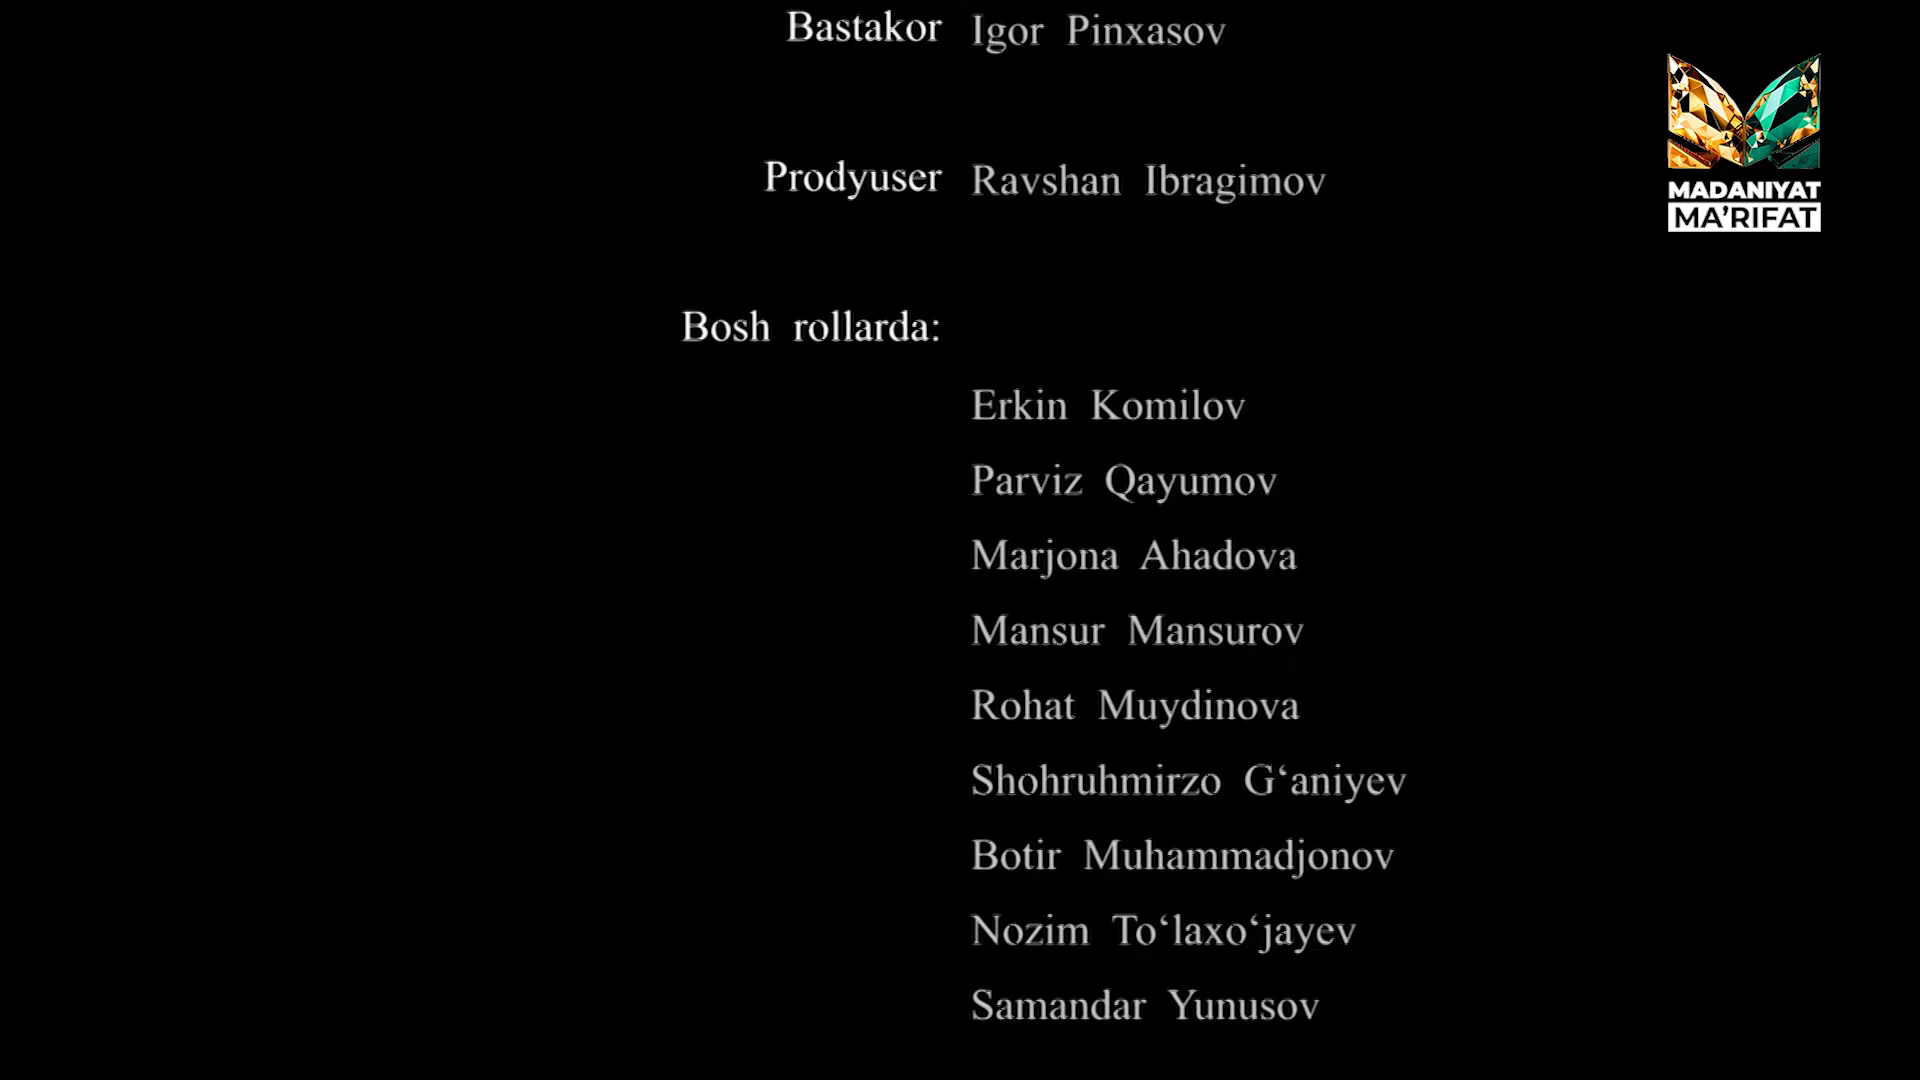 Bastakor Igor Pinxasov
Prodyuser Ravshan Ibragimov
Bosh rollarda:
Erkin Komilov
Parviz Qayumov
Marjona Ahadova
Mansur Mansurov
Rohat Muydinova
Shohruhmirzo G‘aniyev
Botir Muhammadjonov
Nozim To‘laxo‘jayev
Samandar Yunusov
MADANIYAT
MA’RIFAT